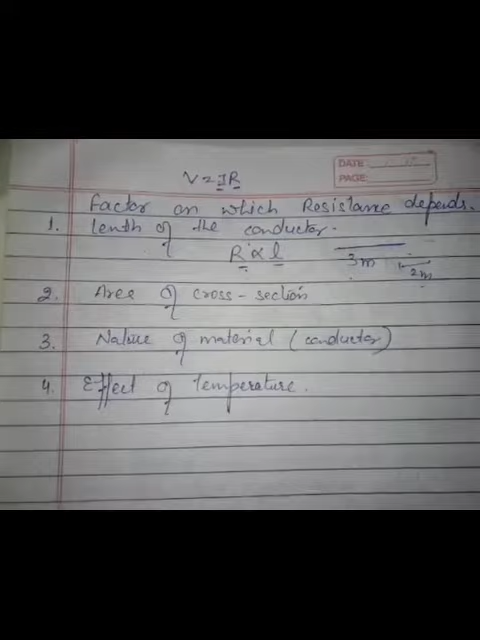 V = IR
DATE
PAGE
Factor on which Resistance depends.
1. lenth of the conductor.
R ∝ l
3m
2m
2. Area of cross-section
3. Nature of material (conductor)
4. Effect of Temperature.